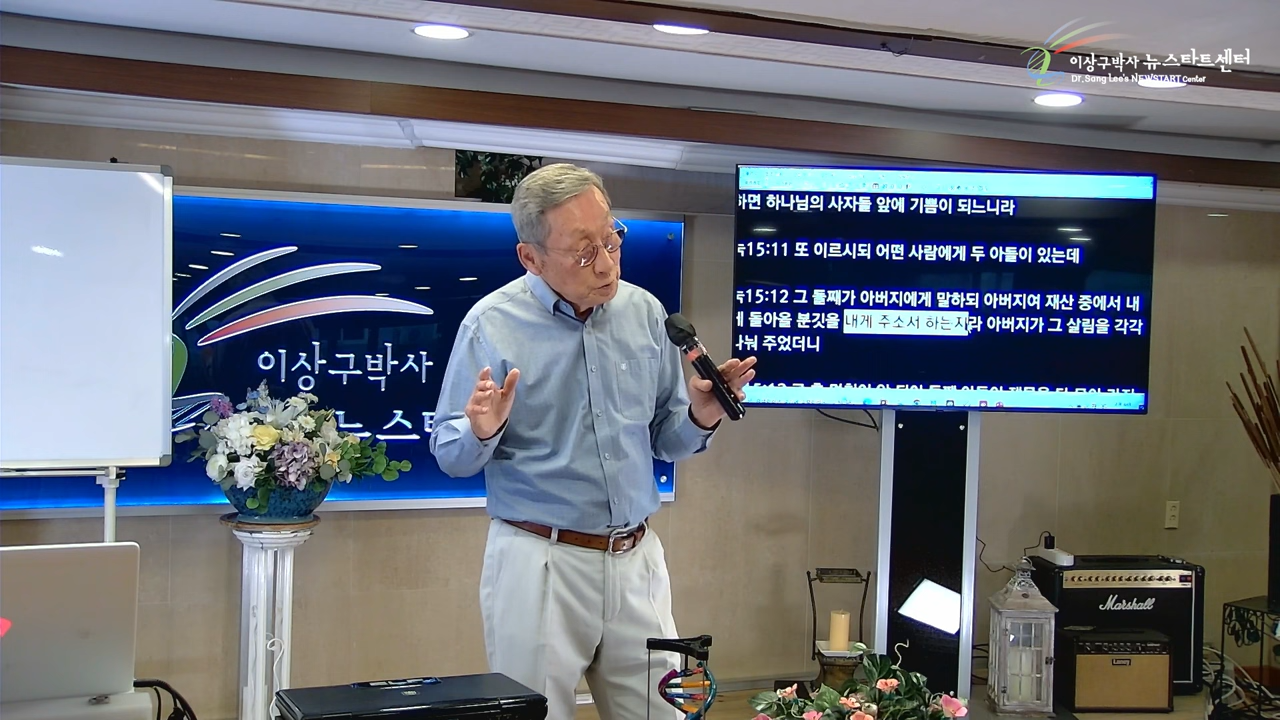 이상구박사 뉴스타트센터
Dr. Sang Lee's NEWSTART Center
하면 하나님의 사자들 앞에 기쁨이 되느니라
15:11 또 이르시되 어떤 사람에게 두 아들이 있는데
15:12 그 둘째가 아버지에게 말하되 아버지여 재산 중에서 내
게 돌아올 분깃을 내게 주소서 하는지라 아버지가 그 살림을 각각
나눠 주었더니
이상구박사
뉴스타
Marshall
Laney